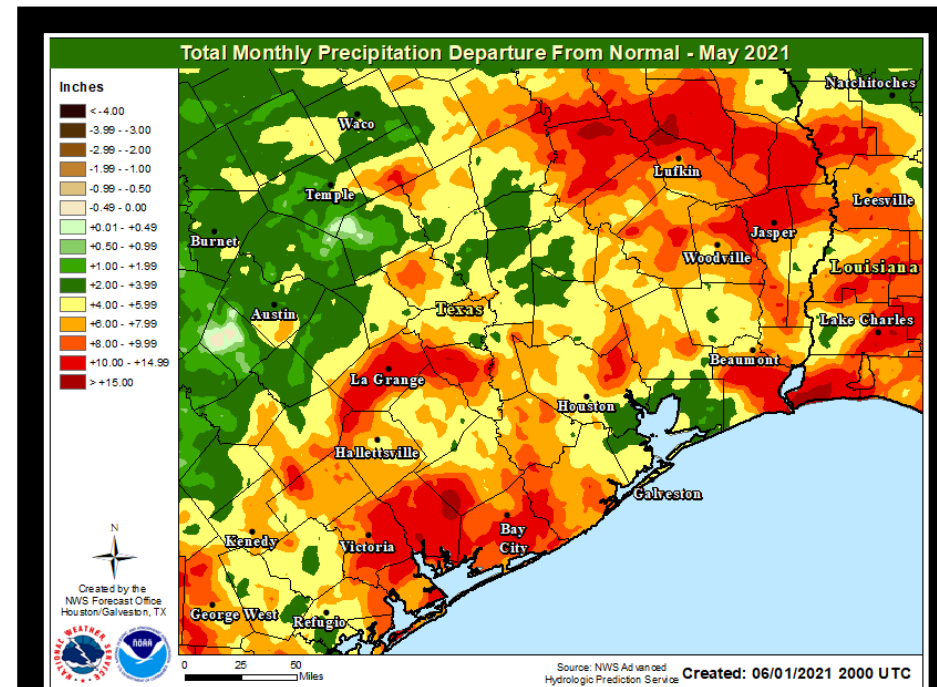 Total Monthly Precipitation Departure From Normal - May 2021
Inches
< -4.00
-3.99 - -3.00
-2.99 - -2.00
-1.99 - -1.00
-0.99 - -0.50
-0.49 - 0.00
+0.01 - +0.49
+0.50 - +0.99
+1.00 - +1.99
+2.00 - +3.99
+4.00 - +5.99
+6.00 - +7.99
+8.00 - +9.99
+10.00 - +14.99
> +15.00
Natchitoches
Waco
Lufkin
Temple
Leesville
Burnet
Jasper
Woodville
Louisiana
Austin
Texas
Lake Charles
Beaumont
La Grange
Houston
Hallettsville
Galveston
Bay
City
Kenedy
Victoria
George West
Refugio
N
Created by the
NWS Forecast Office
Houston/Galveston, TX
NATIONAL WEATHER SERVICE
NOAA
0 25 50
Miles
Source: NWS Advanced
Hydrologic Prediction Service
Created: 06/01/2021 2000 UTC